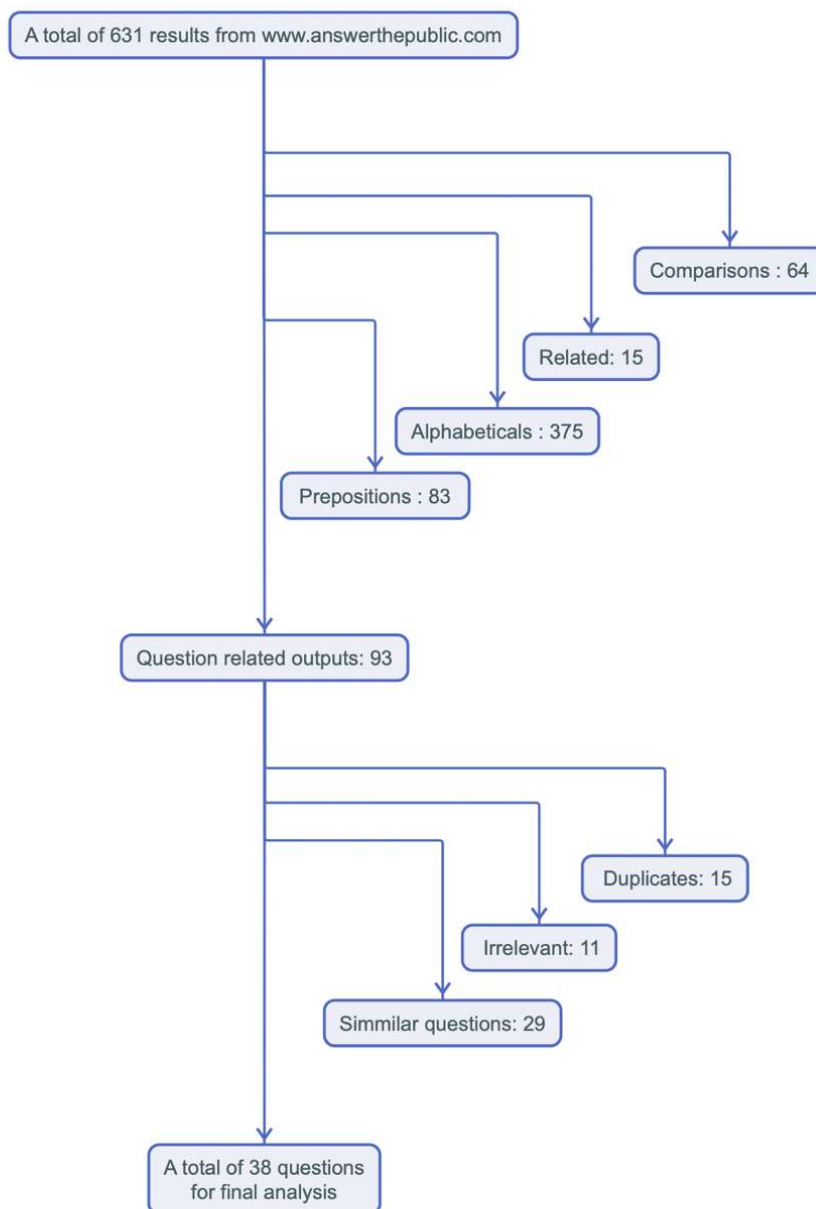 A total of 631 results from www.answerthepublic.com
Comparisons : 64
Related: 15
Alphabeticals : 375
Prepositions : 83
Question related outputs: 93
Duplicates: 15
Irrelevant: 11
Simmilar questions: 29
A total of 38 questions
for final analysis